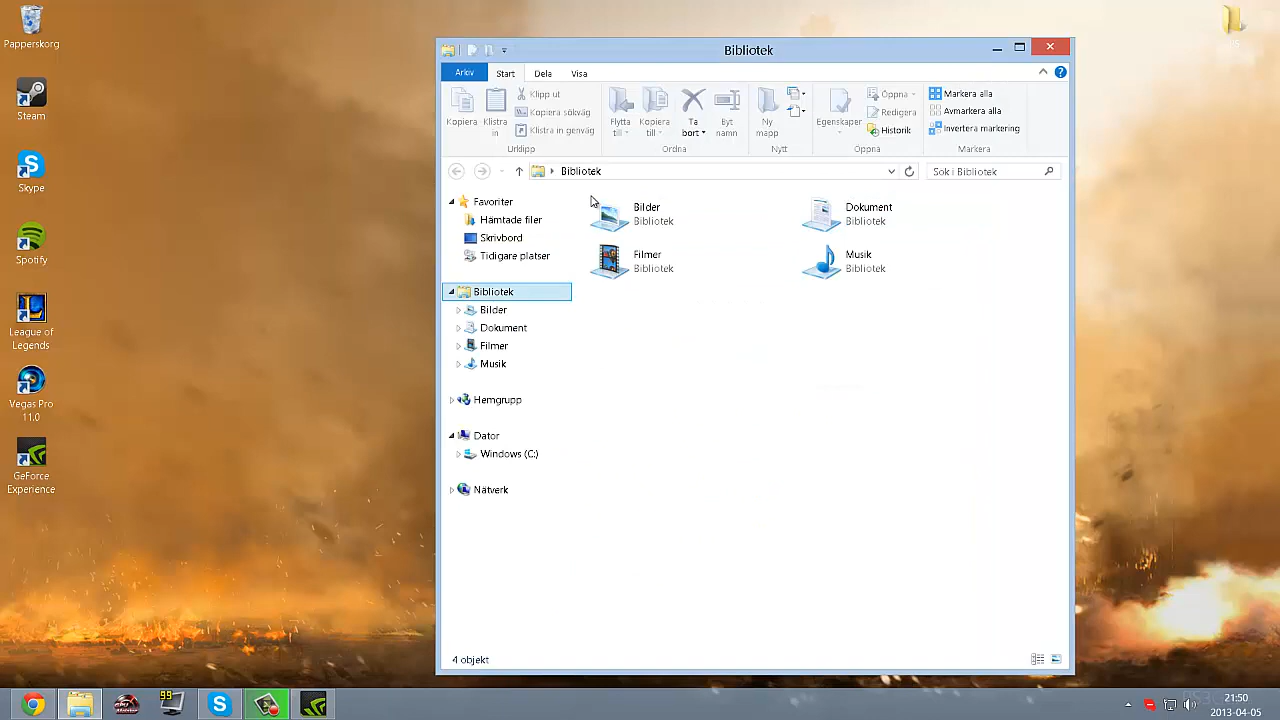 Papperskorg
Steam
Skype
Spotify
League of
Legends
Vegas Pro
11.0
GeForce
Experience
Bibliotek
Arkiv
Start
Dela
Visa
Kopiera
Klistra
in
Klipp ut
Kopiera sökväg
Klistra in genväg
Urklipp
Flytta
till
Kopiera
till
Ta
bort
Byt
namn
Ordna
Ny
mapp
Nytt
Egenskaper
Öppna
Redigera
Historik
Öppna
Markera alla
Avmarkera alla
Invertera markering
Markera
Bibliotek
Sök i Bibliotek
Favoriter
Hämtade filer
Skrivbord
Tidigare platser
Bibliotek
Bilder
Dokument
Filmer
Musik
Hemgrupp
Dator
Windows (C:)
Nätverk
Bilder
Bibliotek
Dokument
Bibliotek
Filmer
Bibliotek
Musik
Bibliotek
4 objekt
99
21:50
2013-04-05